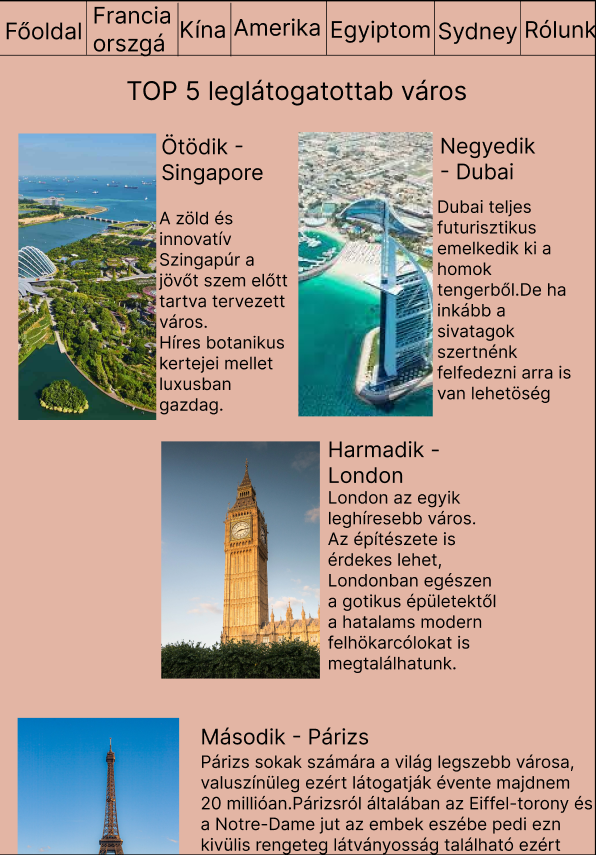 Főoldal
Francia
orszgá
Kína
Amerika
Egyiptom
Sydney
Rólunk
TOP 5 leglátogatottab város
Ötödik -
Singapore
A zöld és
innovatív
Szingapúr a
jövőt szem előtt
tartva tervezett
város.
Híres botanikus
kertejei mellet
luxusban
gazdag.
Negyedik
- Dubai
Dubai teljes
futurisztikus
emelkedik ki a
homok
tengerből.De ha
inkább a
sivatagok
szertnénk
felfedezni arra is
van lehetöség
Harmadik -
London
London az egyik
leghíresebb város.
Az építészete is
érdekes lehet,
Londonban egészen
a gotikus épületektől
a hatalams modern
felhökarcólokat is
megtalálhatunk.
Második - Párizs
Párizs sokak számára a világ legszebb városa,
valuszínüleg ezért látogatják évente majdnem
20 millióan.Párizsról általában az Eiffel-torony és
a Notre-Dame jut az embek eszébe pedi ezn
kivülis rengeteg látványosság található ezért